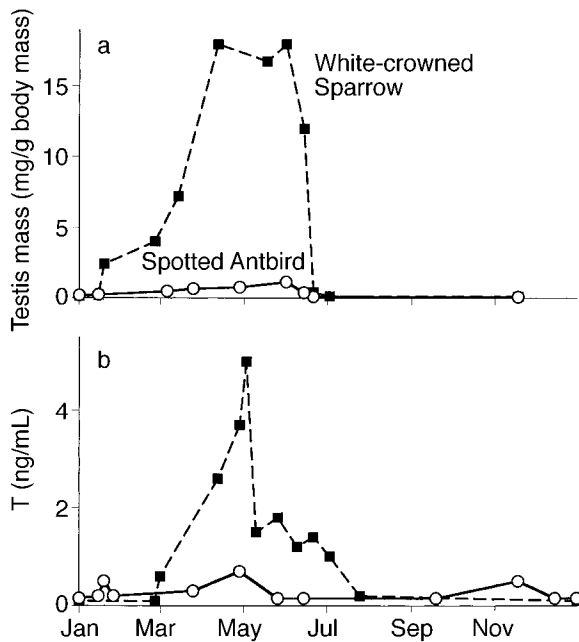 a
White-crowned
Sparrow
Spotted Antbird
Testis mass (mg/g body mass)
15
10
5
0
b
T (ng/mL)
4
2
0
Jan Mar May Jul Sep Nov